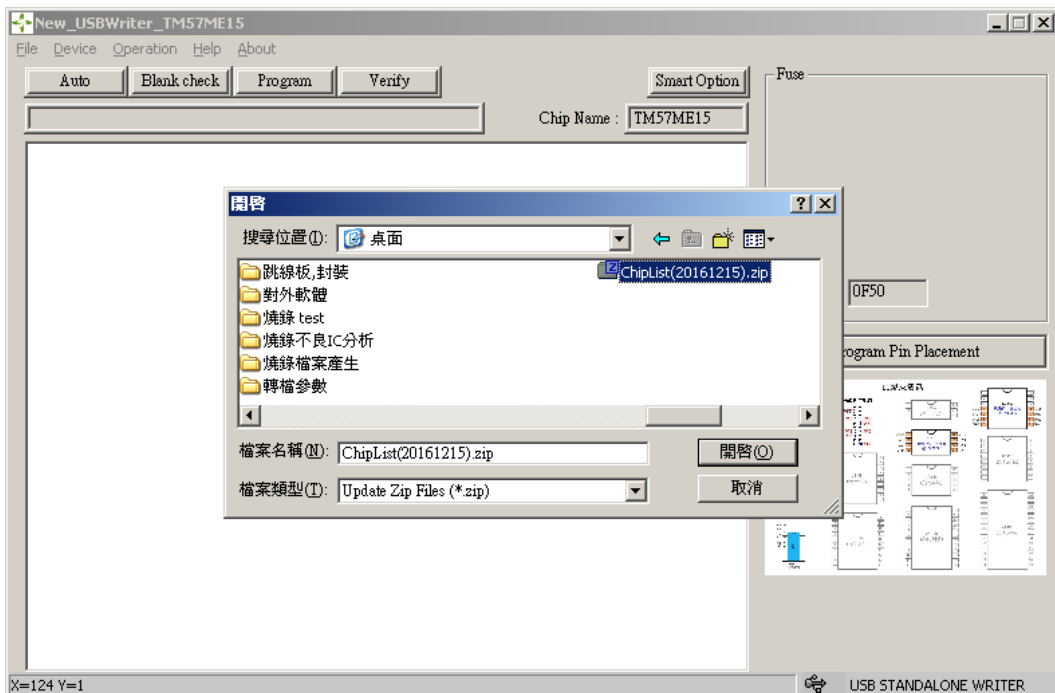 New_USBWriter_TM57ME15
File Device Operation Help About
Auto Blank check Program Verify Smart Option
Fuse
Chip Name : TM57ME15
開啓
搜尋位置(I): 桌面
跳線板,封裝
ChipList(20161215).zip
對外軟體
燒錄 test
燒錄不良IC分析
燒錄檔案產生
轉檔參數
0F50
rogram Pin Placement
檔案名稱(N): ChipList(20161215).zip 開啓(O)
檔案類型(T): Update Zip Files (*.zip) 取消
X=124 Y=1
USB STANDALONE WRITER